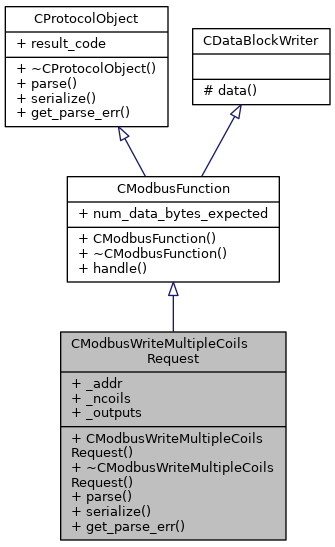 CProtocolObject
+ result_code
+ ~CProtocolObject()
+ parse()
+ serialize()
+ get_parse_err()
CDataBlockWriter
# data()
CModbusFunction
+ num_data_bytes_expected
+ CModbusFunction()
+ ~CModbusFunction()
+ handle()
CModbusWriteMultipleCoils
Request
+ _addr
+ _ncoils
+ _outputs
+ CModbusWriteMultipleCoils
Request()
+ ~CModbusWriteMultipleCoils
Request()
+ parse()
+ serialize()
+ get_parse_err()